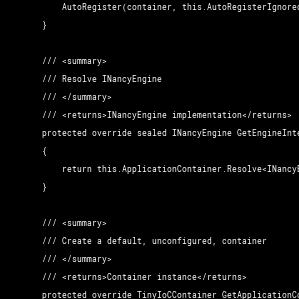 AutoRegister(container, this.AutoRegisterIgnored
}
/// <summary>
/// Resolve INancyEngine
/// </summary>
/// <returns>INancyEngine implementation</returns>
protected override sealed INancyEngine GetEngineInte
{
return this.ApplicationContainer.Resolve<INancyE
}
/// <summary>
/// Create a default, unconfigured, container
/// </summary>
/// <returns>Container instance</returns>
protected override TinyIoCContainer GetApplicationCo